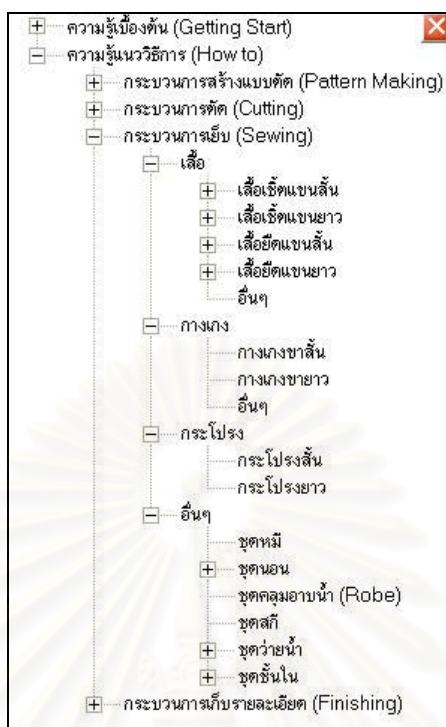 ความรู้เบื้องต้น (Getting Start)
ความรู้แนววิธีการ (How to)
กระบวนการสร้างแบบตัด (Pattern Making)
กระบวนการตัด (Cutting)
กระบวนการเย็บ (Sewing)
เสื้อ
เสื้อเชิ้ตแขนสั้น
เสื้อเชิ้ตแขนยาว
เสื้อยืดแขนสั้น
เสื้อยืดแขนยาว
อื่นๆ
กางเกง
กางเกงขาสั้น
กางเกงขายาว
อื่นๆ
กระโปรง
กระโปรงสั้น
กระโปรงยาว
อื่นๆ
ชุดหมี
ชุดนอน
ชุดคลุมอาบน้ำ (Robe)
ชุดสกี
ชุดว่ายน้ำ
ชุดชั้นใน
กระบวนการเก็บรายละเอียด (Finishing)